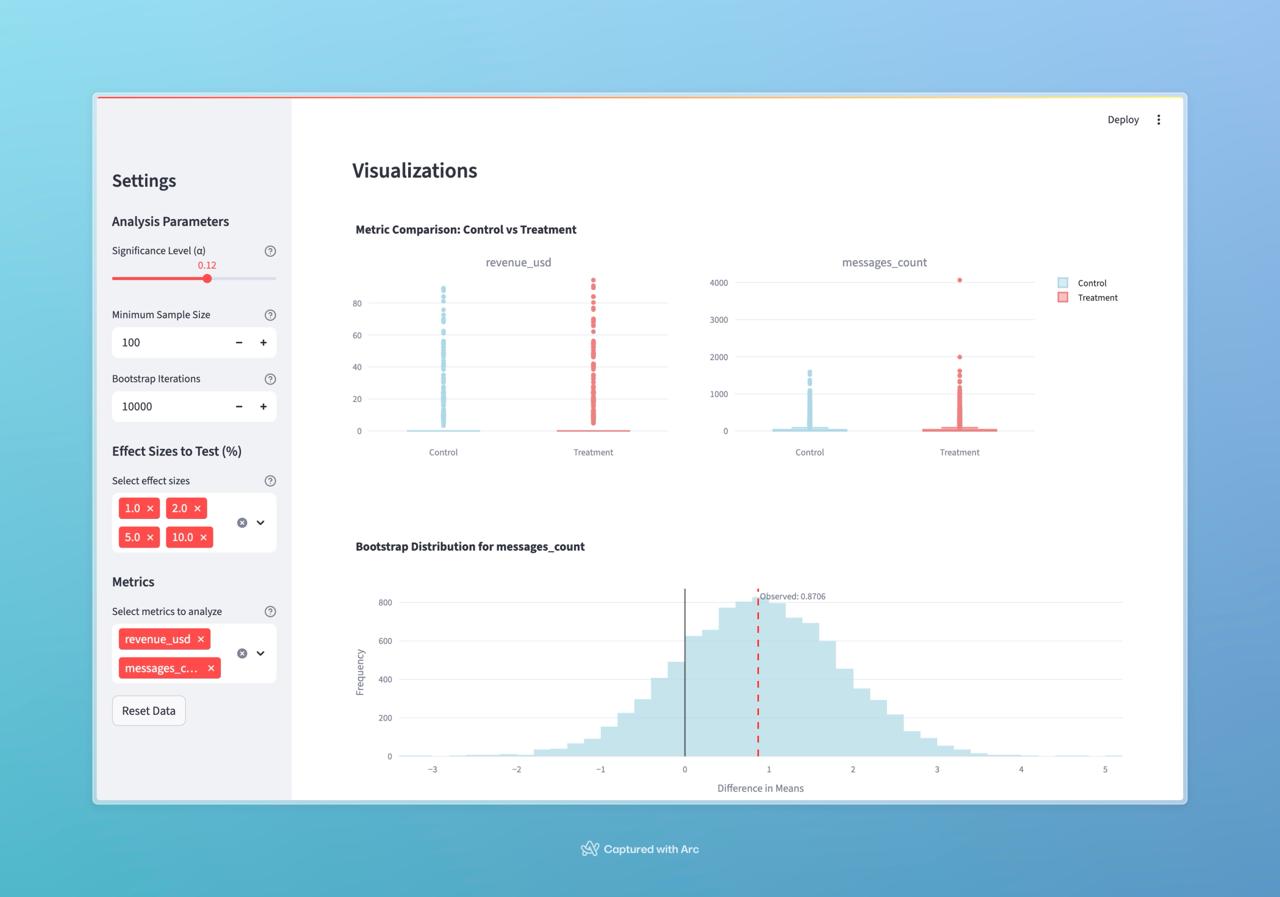 Deploy
Settings
Analysis Parameters
Significance Level (α)
0.12
Minimum Sample Size
100
Bootstrap Iterations
10000
Effect Sizes to Test (%)
Select effect sizes
1.0 2.0
5.0 10.0
Metrics
Select metrics to analyze
revenue_usd
messages_c...
Reset Data
Visualizations
Metric Comparison: Control vs Treatment
revenue_usd
80
60
40
20
0
Control Treatment
messages_count
4000
3000
2000
1000
0
Control Treatment
Control
Treatment
Bootstrap Distribution for messages_count
Observed: 0.8706
Frequency
800
600
400
200
0
−3 −2 −1 0 1 2 3 4 5
Difference in Means
Captured with Arc